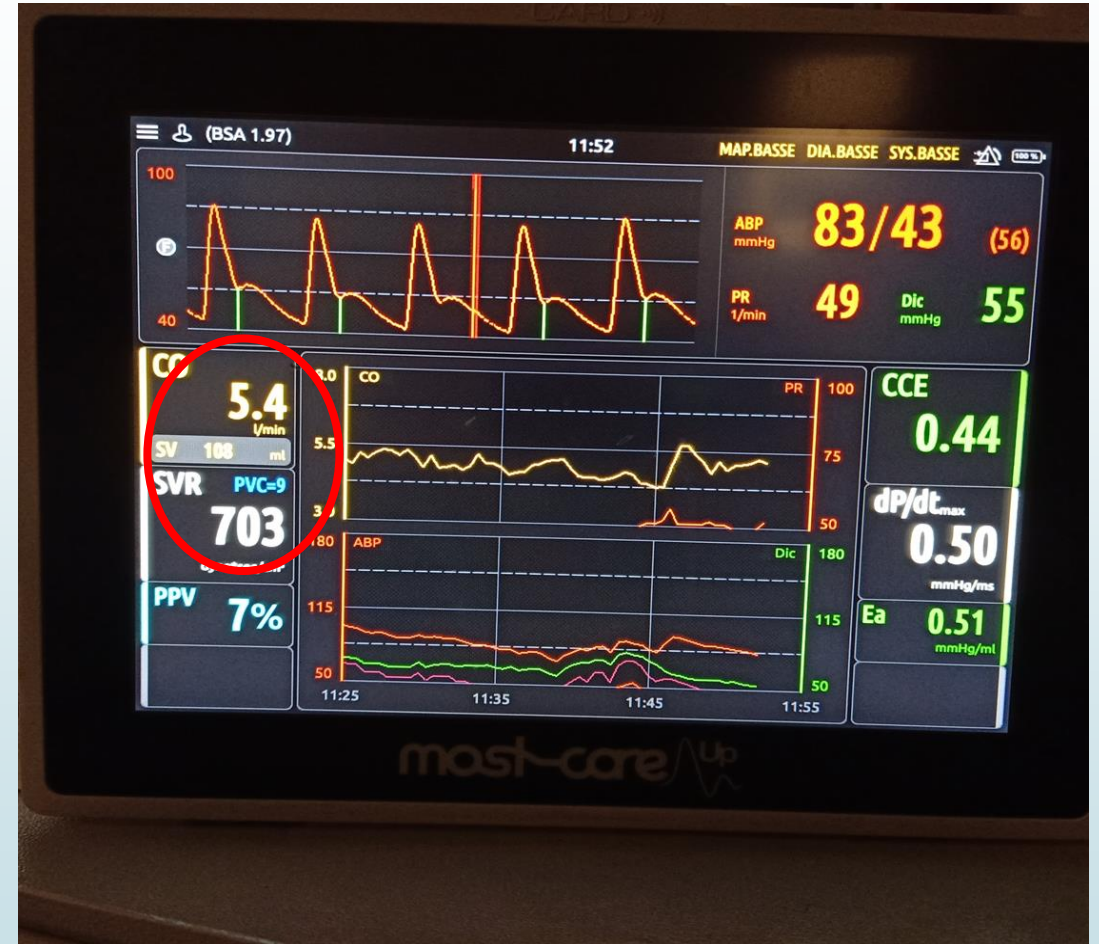 (BSA 1.97)
11:52
MAP.BASSE DIA.BASSE SYS.BASSE
100 %
100
F
40
ABP
mmHg
83/43
(56)
PR
1/min
49
Dic
mmHg
55
CO
5.4
l/min
SV 108 ml
SVR PVC=9
703
PPV
7%
8.0
CO
PR
100
5.5
75
50
180
ABP
Dic
180
115
115
50
50
11:25
11:35
11:45
11:55
CCE
0.44
dP/dtmax
0.50
mmHg/ms
Ea
0.51
mmHg/ml
most-care Up